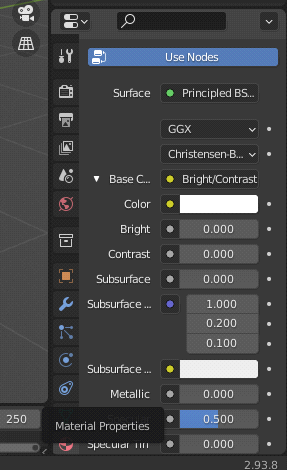 Use Nodes
Surface
Principled BS...
GGX
Christensen-B...
Base C...
Bright/Contrast
Color
Bright
0.000
Contrast
0.000
Subsurface
0.000
Subsurface ...
1.000
0.200
0.100
Subsurface ...
Metallic
0.000
250
Material Properties
0.500
Specular Tin
0.000
2.93.8